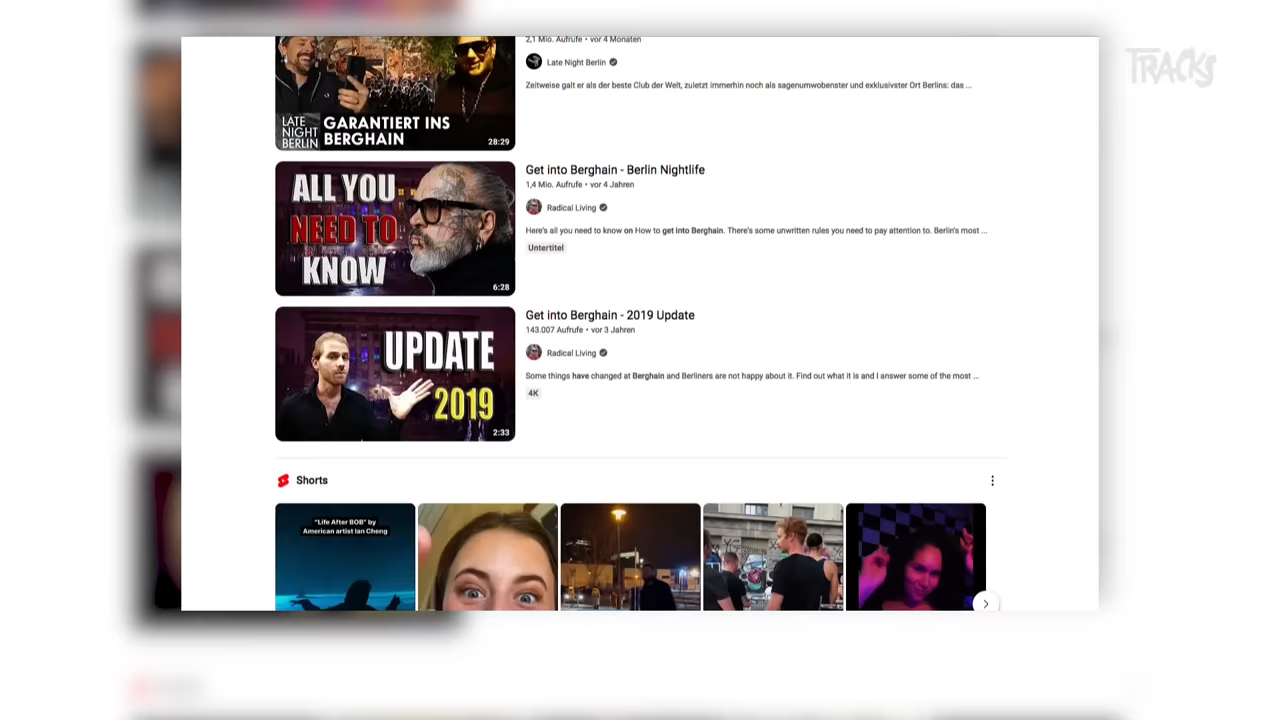 TRACKS
2,1 Mio. Aufrufe • vor 4 Monaten
Late Night Berlin
Zeitweise galt er als der beste Club der Welt, zuletzt immerhin noch als sagenumwobenster und exklusivster Ort Berlins: das ...
LATE
NIGHT
BERLIN
GARANTIERT INS
BERGHAIN
28:29
ALL YOU
NEED TO
KNOW
6:28
Get into Berghain - Berlin Nightlife
1,4 Mio. Aufrufe • vor 4 Jahren
Radical Living
Here's all you need to know on How to get into Berghain. There's some unwritten rules you need to pay attention to. Berlin's most ...
Untertitel
UPDATE
2019
2:33
Get into Berghain - 2019 Update
143.007 Aufrufe • vor 3 Jahren
Radical Living
Some things have changed at Berghain and Berliners are not happy about it. Find out what it is and I answer some of the most ...
4K
Shorts
"Life After BOB" by
American artist Ian Cheng